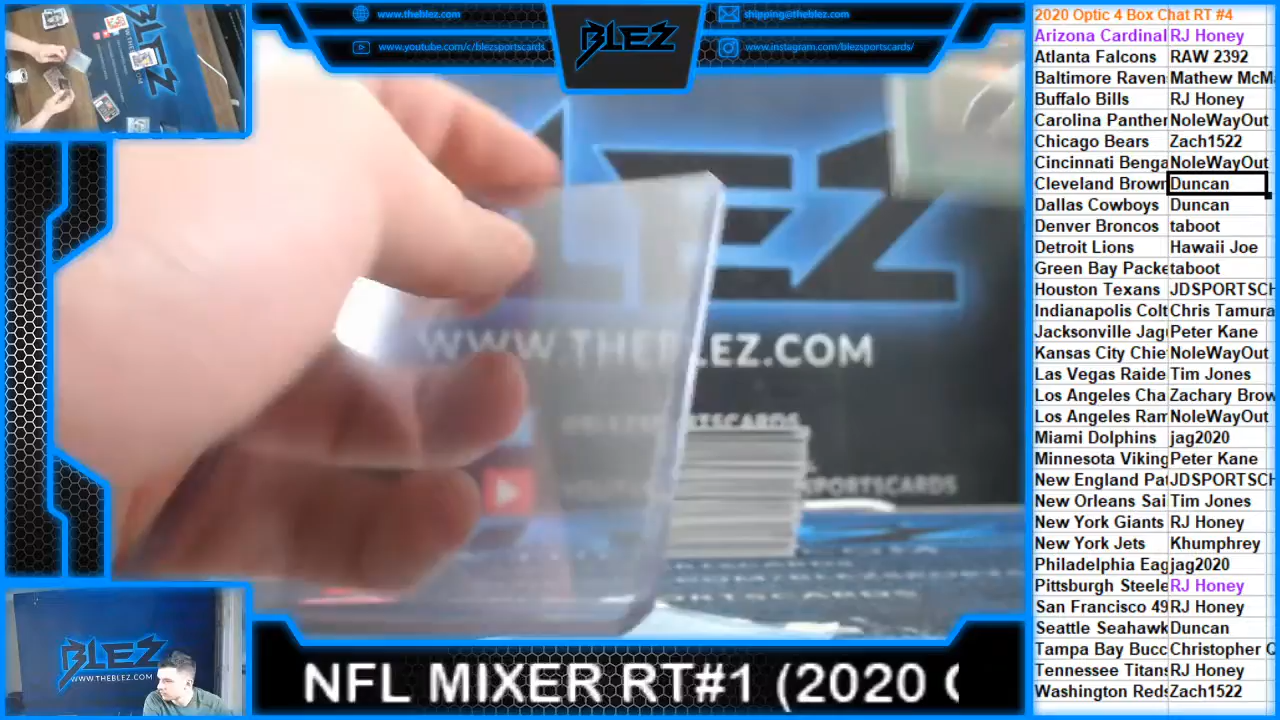 www.theblez.com
shipping@theblez.com
www.youtube.com/c/blezsportscards
www.instagram.com/blezsportscards/
BLEZ
WWW.THEBLEZ.COM
BLEZ
WWW.THEBLEZ.COM
NFL MIXER RT#1 (2020
2020 Optic 4 Box Chat RT #4
Arizona Cardinal RJ Honey
Atlanta Falcons RAW 2392
Baltimore Raven Mathew McM
Buffalo Bills RJ Honey
Carolina Panther NoleWayOut
Chicago Bears Zach1522
Cincinnati Benga NoleWayOut
Cleveland Brown Duncan
Dallas Cowboys Duncan
Denver Broncos taboot
Detroit Lions Hawaii Joe
Green Bay Packe taboot
Houston Texans JDSPORTSCH
Indianapolis Colt Chris Tamura
Jacksonville Jag Peter Kane
Kansas City Chie NoleWayOut
Las Vegas Raide Tim Jones
Los Angeles Cha Zachary Brow
Los Angeles Ram NoleWayOut
Miami Dolphins jag2020
Minnesota Viking Peter Kane
New England Pat JDSPORTSCH
New Orleans Sai Tim Jones
New York Giants RJ Honey
New York Jets Khumphrey
Philadelphia Eag jag2020
Pittsburgh Steele RJ Honey
San Francisco 49 RJ Honey
Seattle Seahawk Duncan
Tampa Bay Bucc Christopher
Tennessee Titans RJ Honey
Washington Reds Zach1522